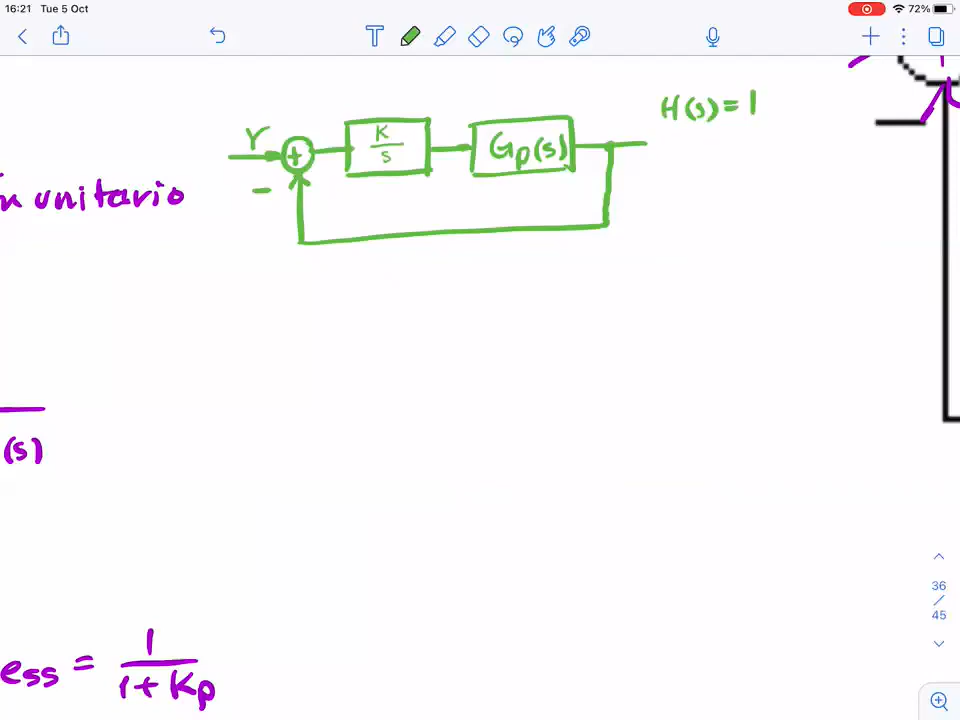 16:21 Tue 5 Oct
72%
H(s) = 1
r
+
K
s
Gp(s)
−
n unitario
(s)
36
/
45
ess = 1
1 + Kp